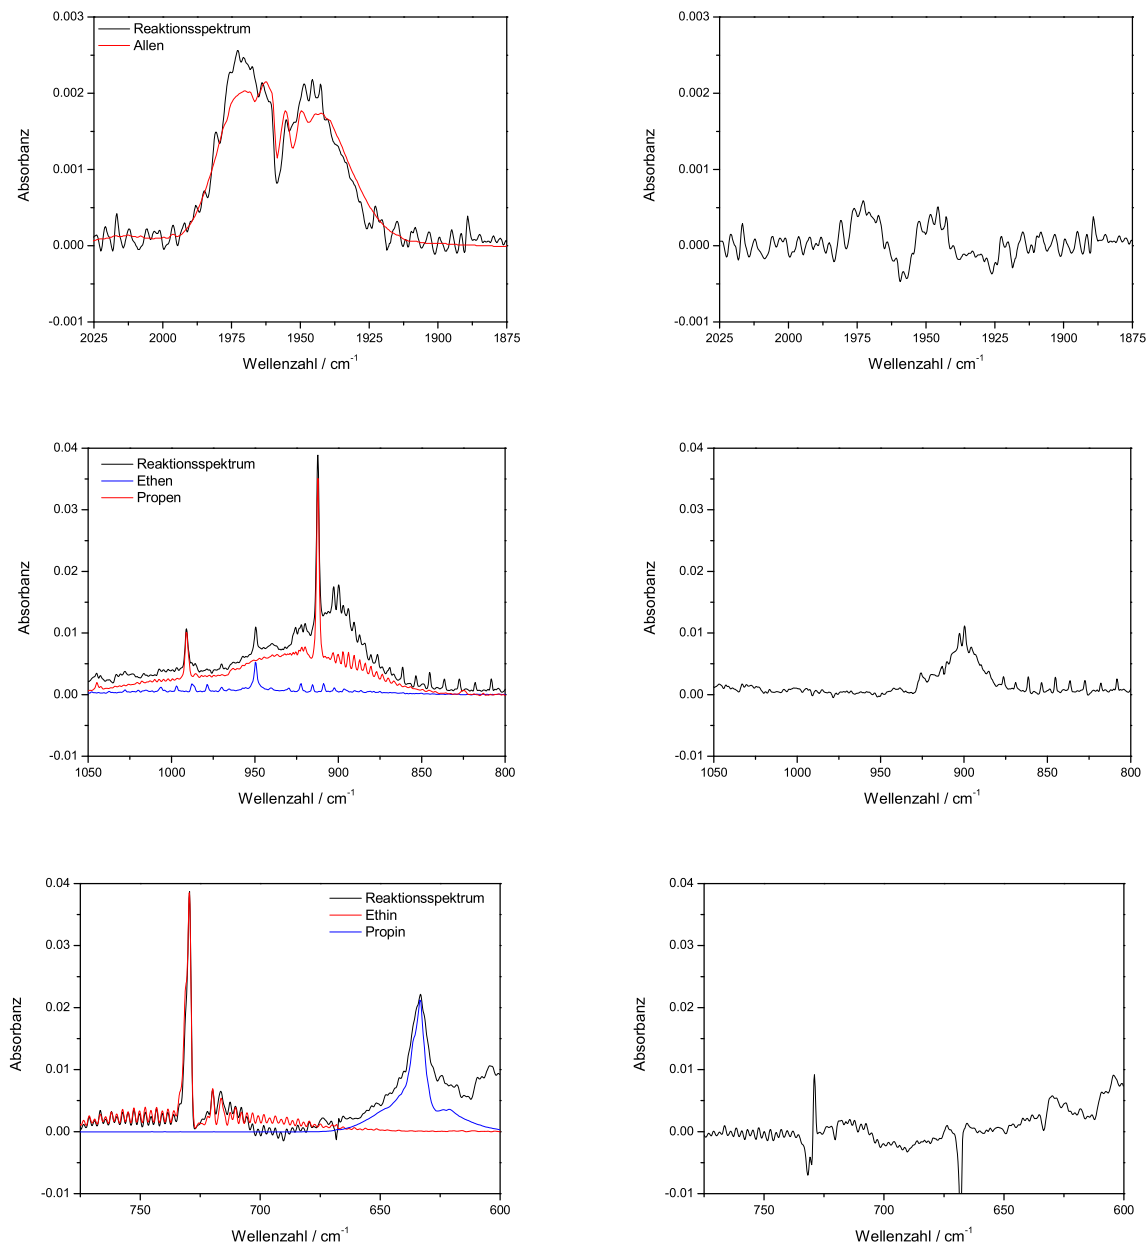 Reaktionsspektrum
Allen
0.003
0.002
0.001
0.000
-0.001
Absorbanz
2025 2000 1975 1950 1925 1900 1875
Wellenzahl / cm⁻¹
0.003
0.002
0.001
0.000
-0.001
Absorbanz
2025 2000 1975 1950 1925 1900 1875
Wellenzahl / cm⁻¹
Reaktionsspektrum
Ethen
Propen
0.04
0.03
0.02
0.01
0.00
-0.01
Absorbanz
1050 1000 950 900 850 800
Wellenzahl / cm⁻¹
0.04
0.03
0.02
0.01
0.00
-0.01
Absorbanz
1050 1000 950 900 850 800
Wellenzahl / cm⁻¹
Reaktionsspektrum
Ethin
Propin
0.04
0.03
0.02
0.01
0.00
-0.01
Absorbanz
750 700 650 600
Wellenzahl / cm⁻¹
0.04
0.03
0.02
0.01
0.00
-0.01
Absorbanz
750 700 650 600
Wellenzahl / cm⁻¹